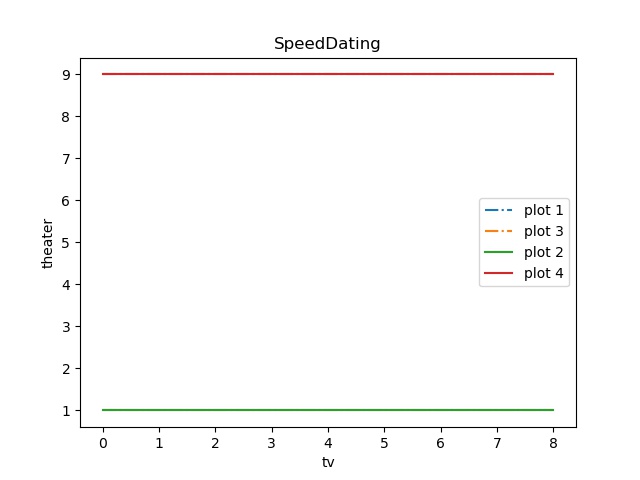 SpeedDating
theater
9
8
7
6
5
4
3
2
1
plot 1
plot 3
plot 2
plot 4
0 1 2 3 4 5 6 7 8
tv